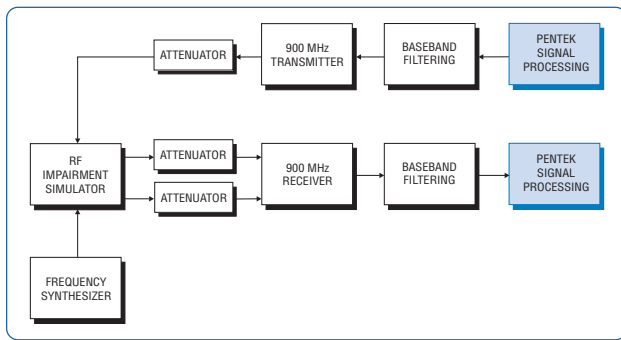 ATTENUATOR
900 MHz
TRANSMITTER
BASEBAND
FILTERING
PENTEK
SIGNAL
PROCESSING
RF
IMPAIRMENT
SIMULATOR
ATTENUATOR
ATTENUATOR
900 MHz
RECEIVER
BASEBAND
FILTERING
PENTEK
SIGNAL
PROCESSING
FREQUENCY
SYNTHESIZER